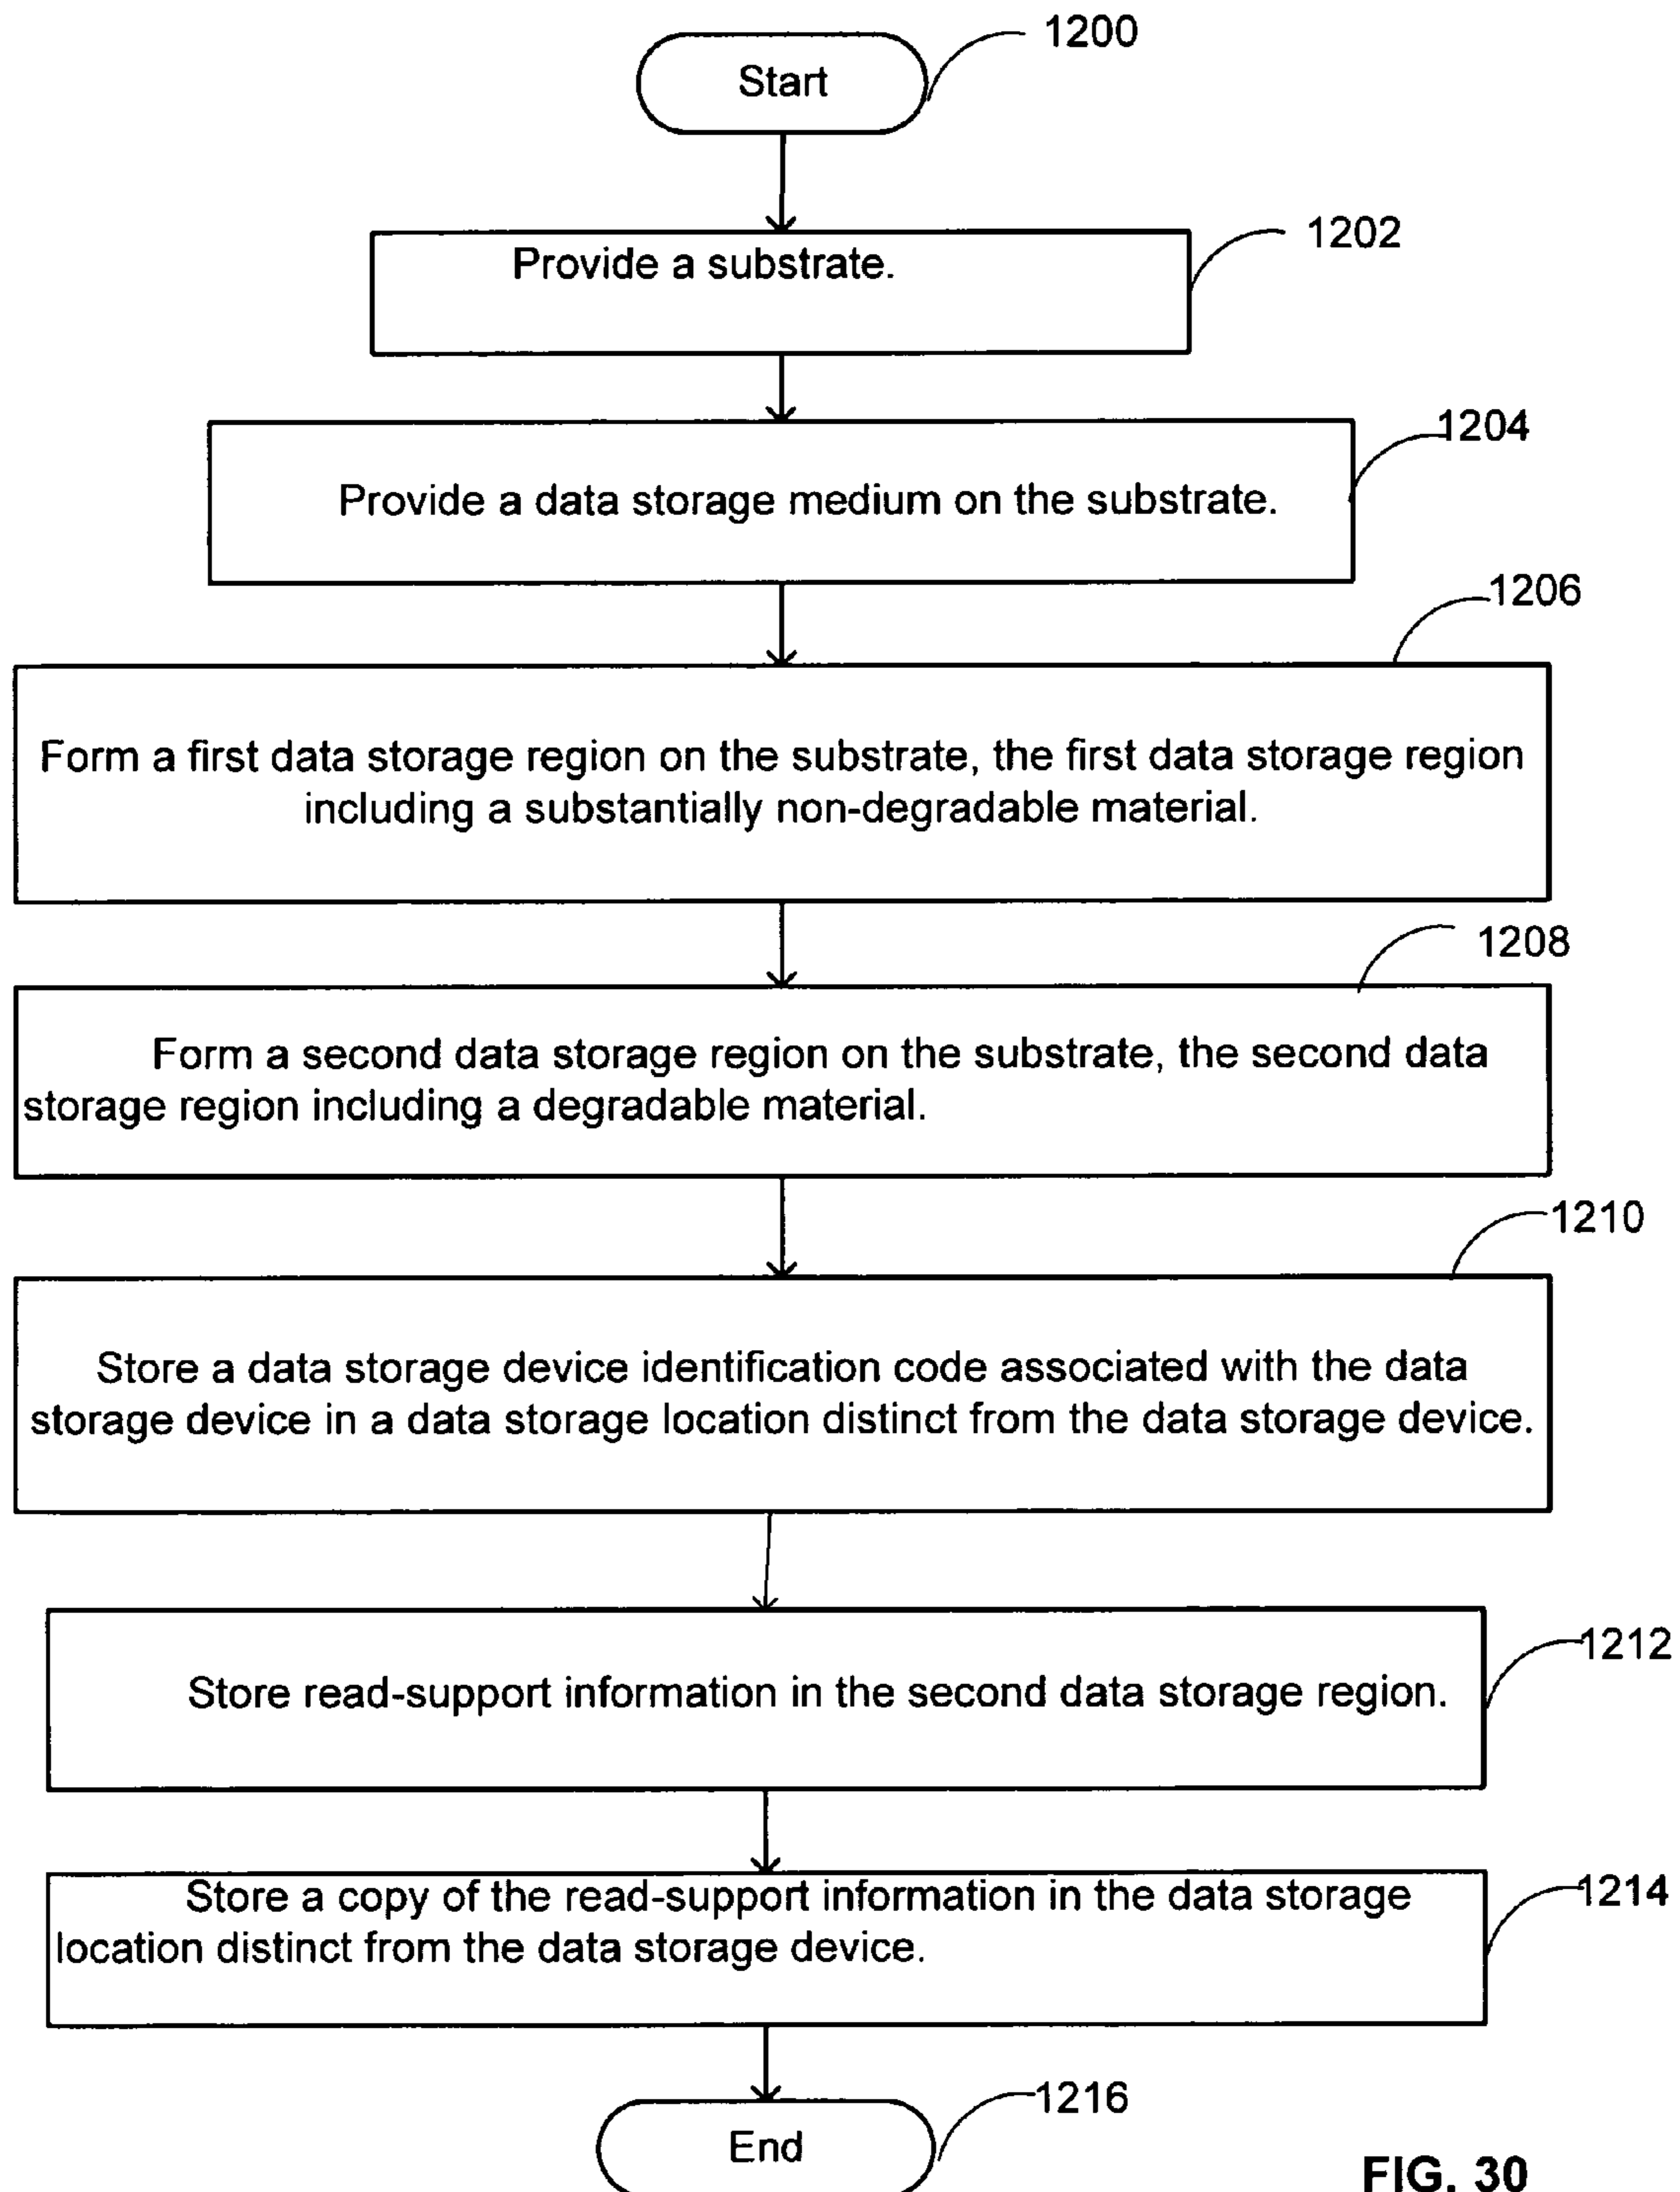 1200
Start
1202
Provide a substrate.
1204
Provide a data storage medium on the substrate.
1206
Form a first data storage region on the substrate, the first data storage region
including a substantially non-degradable material.
1208
Form a second data storage region on the substrate, the second data
storage region including a degradable material.
1210
Store a data storage device identification code associated with the data
storage device in a data storage location distinct from the data storage device.
1212
Store read-support information in the second data storage region.
1214
Store a copy of the read-support information in the data storage
location distinct from the data storage device.
1216
End
FIG. 30